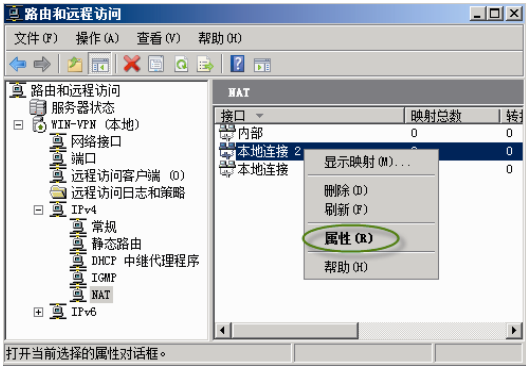 路由和远程访问
文件(F) 操作(A) 查看(V) 帮助(H)
路由和远程访问
服务器状态
WIN-VPN (本地)
网络接口
端口
远程访问客户端 (0)
远程访问日志和策略
IPv4
常规
静态路由
DHCP 中继代理程序
IGMP
NAT
IPv6
NAT
接口 映射总数
内部 0
本地连接 2 0 0
本地连接 0
显示映射(M)...
删除(D)
刷新(F)
属性(R)
帮助(H)
打开当前选择的属性对话框。